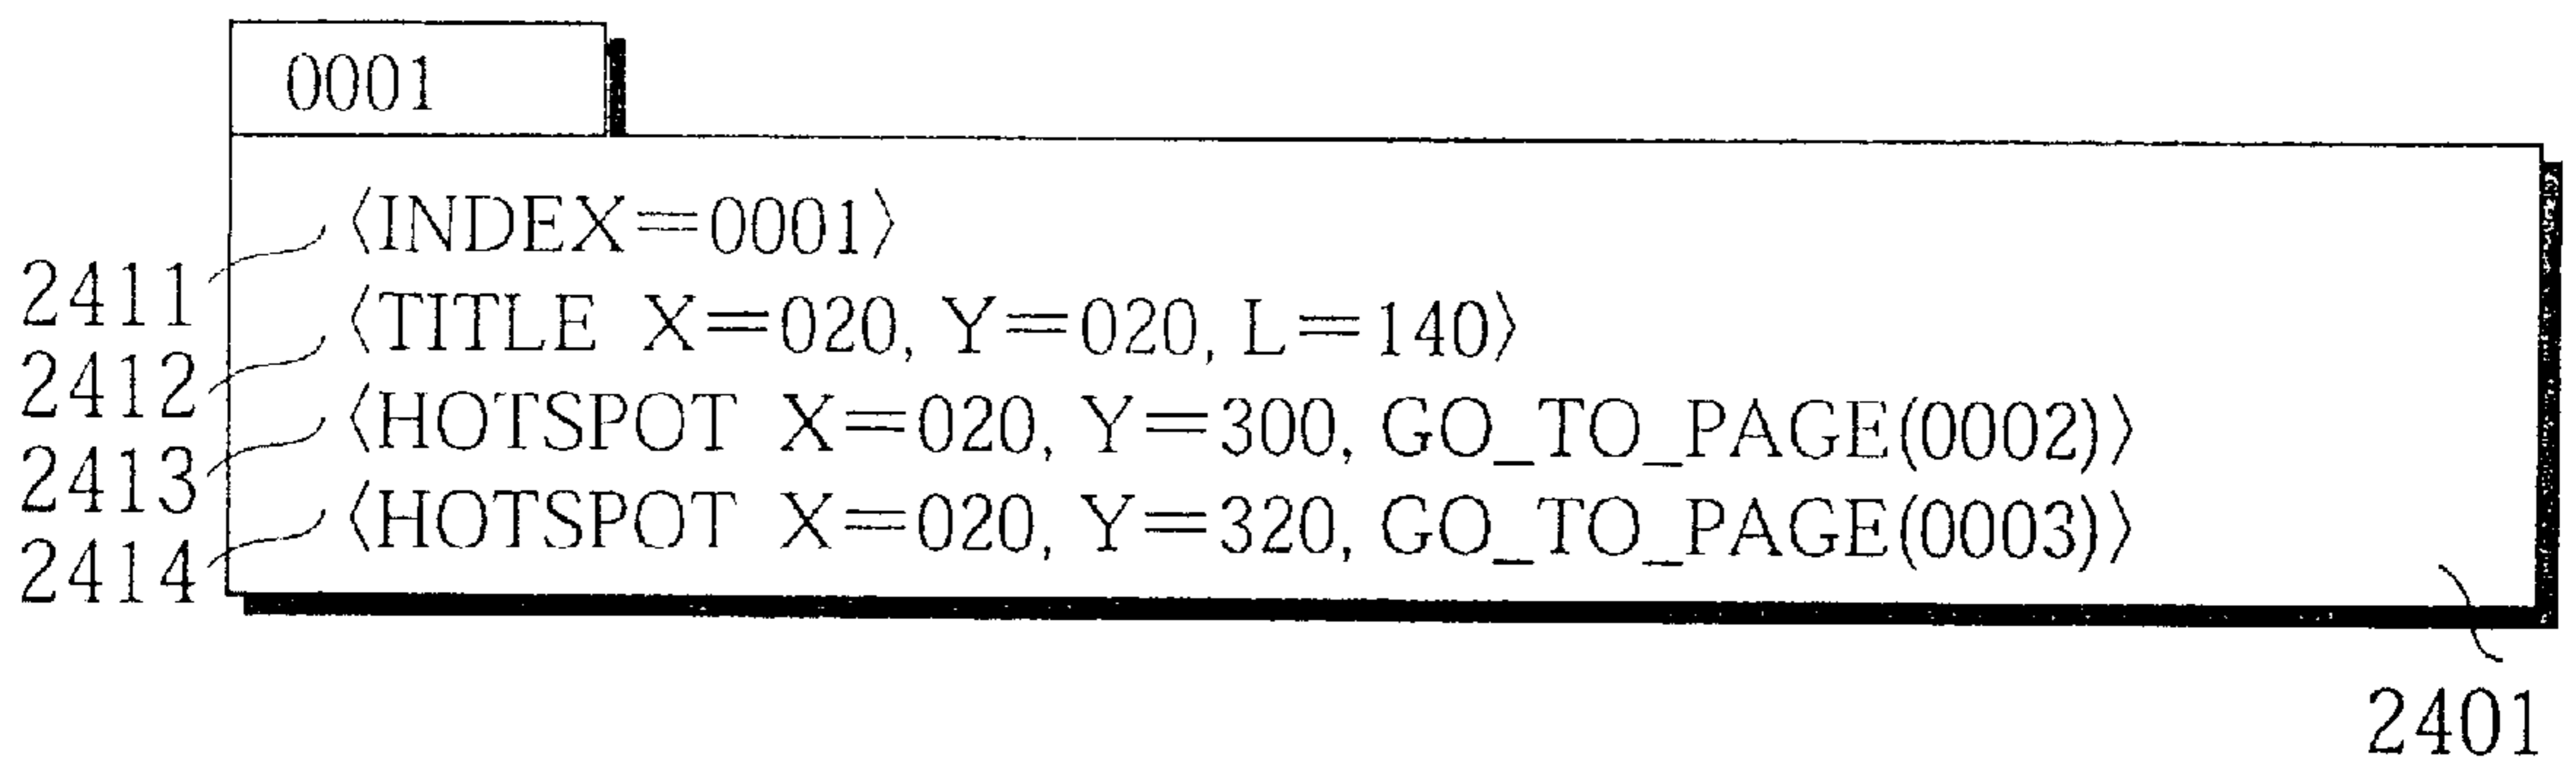 0001
2411 〈INDEX=0001〉
2412 〈TITLE X=020, Y=020, L=140〉
2413 〈HOTSPOT X=020, Y=300, GO_TO_PAGE(0002)〉
2414 〈HOTSPOT X=020, Y=320, GO_TO_PAGE(0003)〉
2401